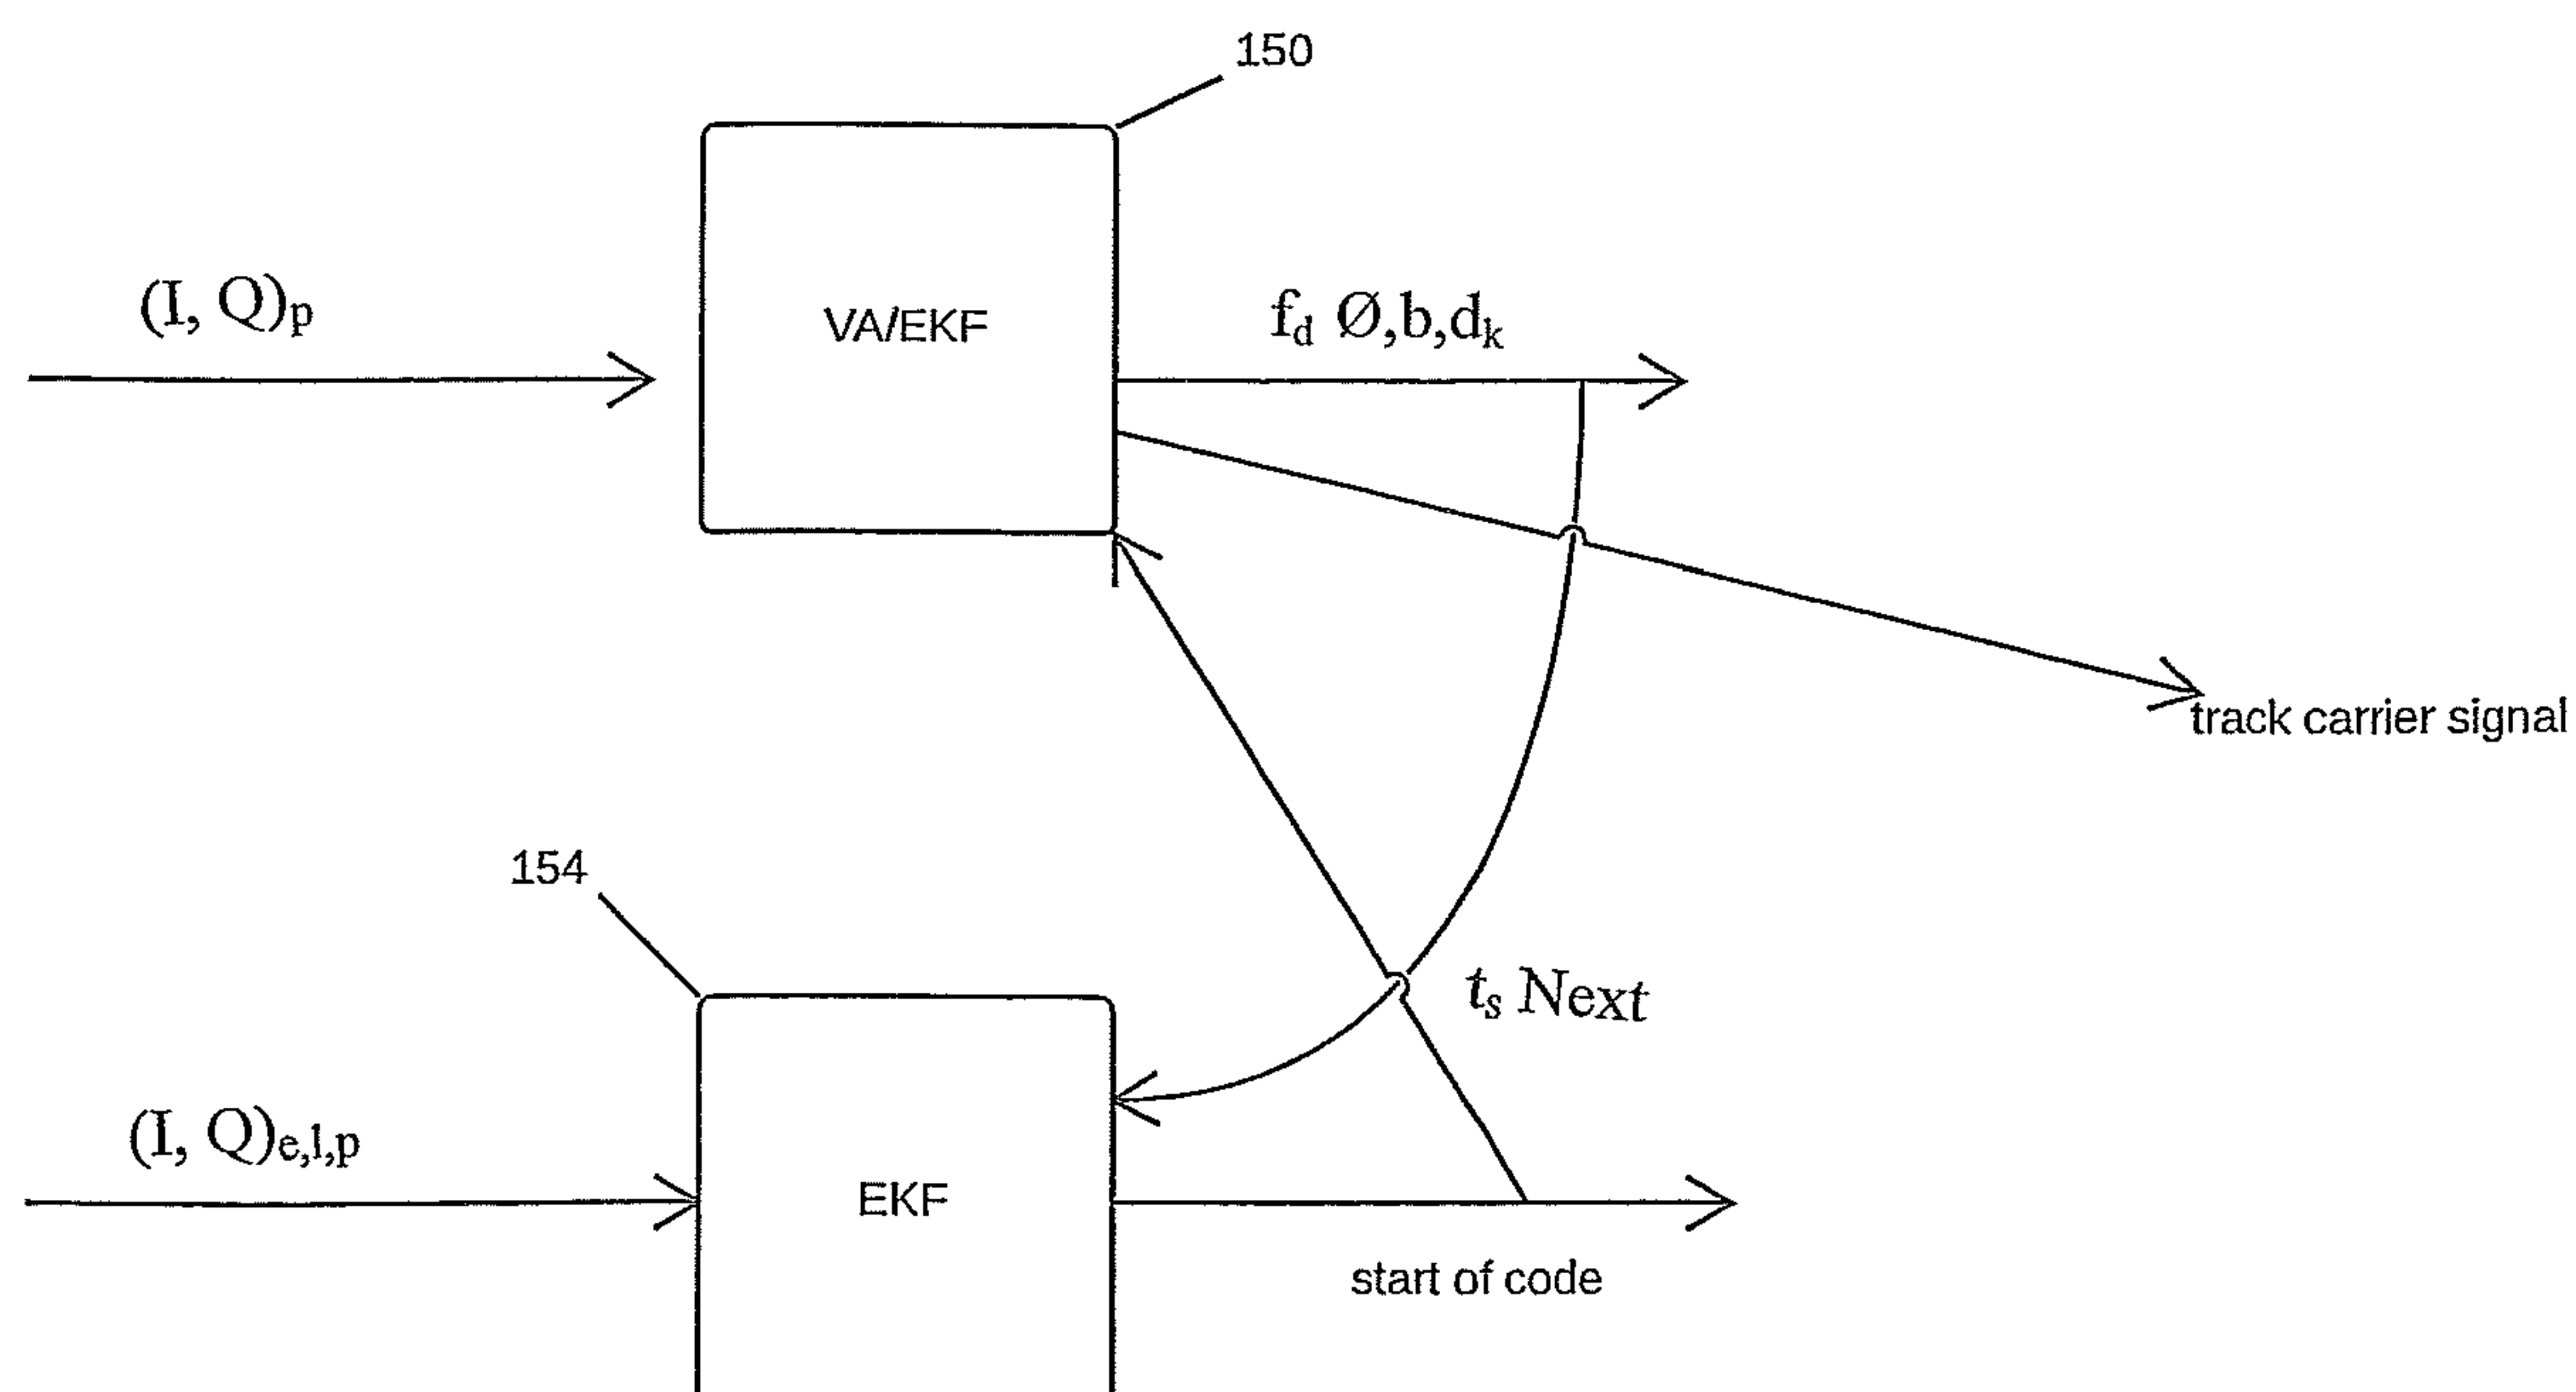 150
(I, Q)p
VA/EKF
fd Ø,b,dk
track carrier signal
154
ts Next
(I, Q)e,l,p
EKF
start of code